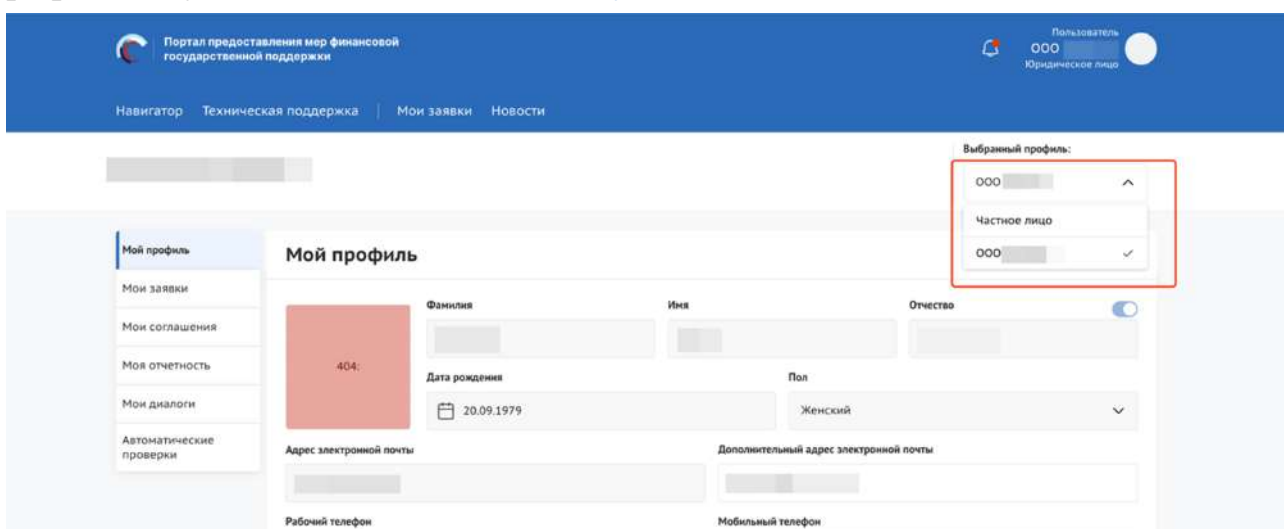 Портал предоставления мер финансовой
государственной поддержки
Пользователь
ООО
Юридическое лицо
Навигатор Техническая поддержка Мои заявки Новости
Выбранный профиль:
ООО
Частное лицо
ООО
Мой профиль
Мои заявки
Мои соглашения
Моя отчетность
Мои диалоги
Автоматические
проверки
Мой профиль
404:
Фамилия Имя Отчество
Дата рождения Пол
20.09.1979 Женский
Адрес электронной почты Дополнительный адрес электронной почты
Рабочий телефон Мобильный телефон